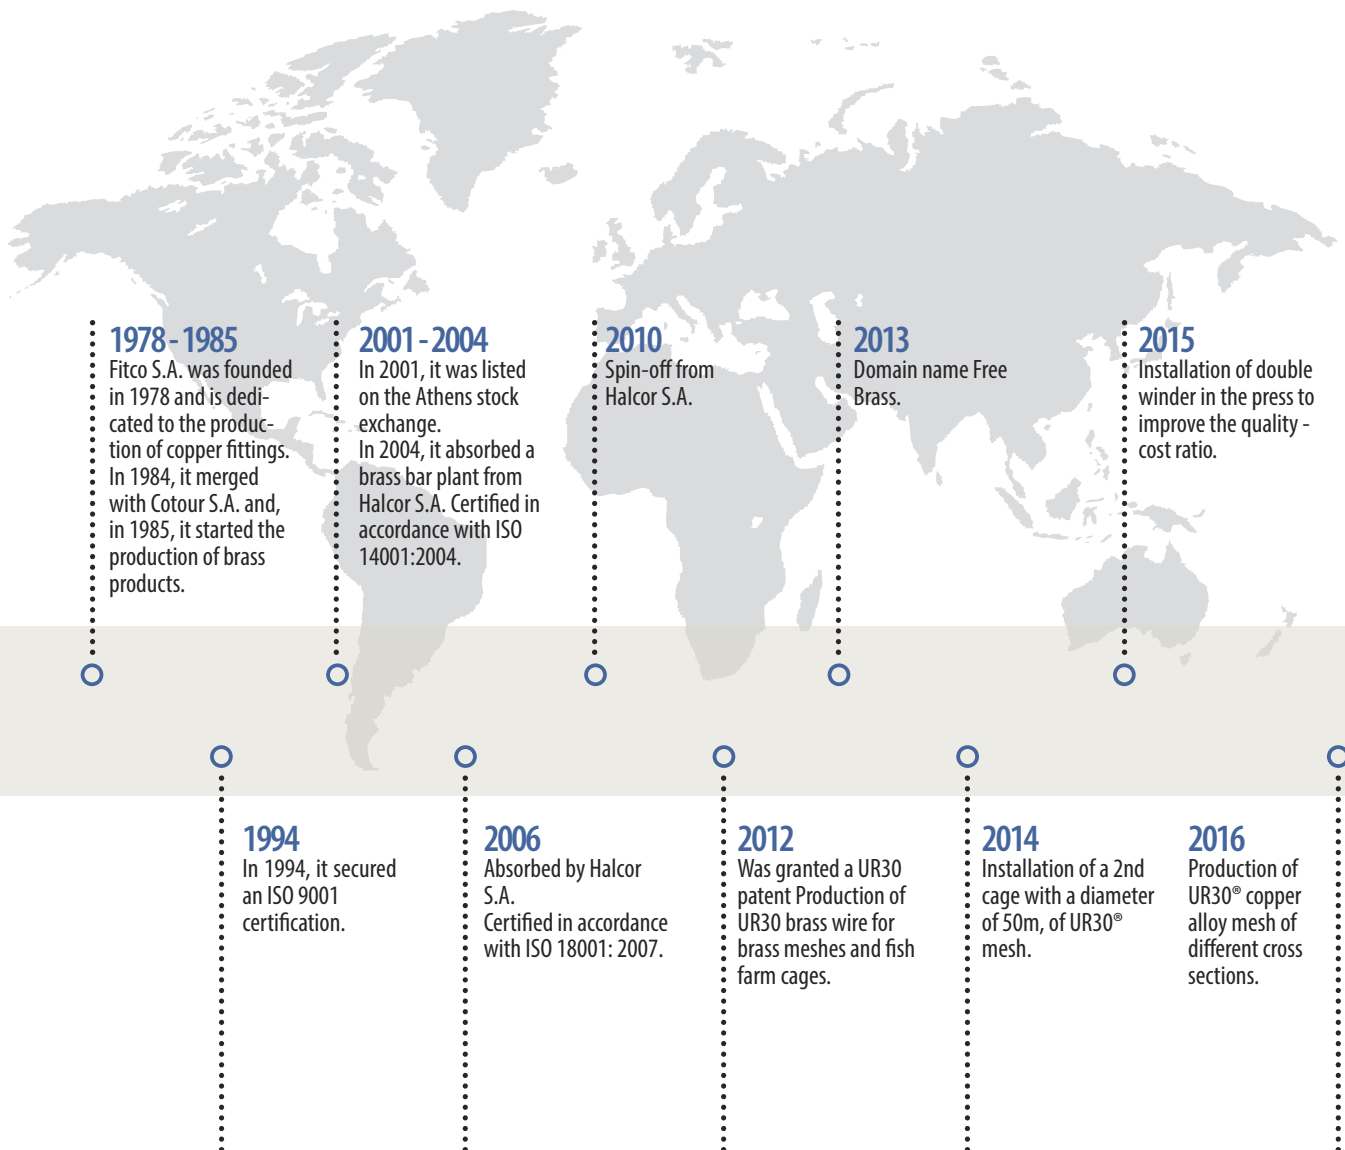 1978 - 1985
Fitco S.A. was founded
in 1978 and is dedi-
cated to the produc-
tion of copper fittings.
In 1984, it merged
with Cotour S.A. and,
in 1985, it started the
production of brass
products.
2001 - 2004
In 2001, it was listed
on the Athens stock
exchange.
In 2004, it absorbed a
brass bar plant from
Halcor S.A. Certified in
accordance with ISO
14001:2004.
2010
Spin-off from
Halcor S.A.
2013
Domain name Free
Brass.
2015
Installation of double
winder in the press to
improve the quality -
cost ratio.
1994
In 1994, it secured
an ISO 9001
certification.
2006
Absorbed by Halcor
S.A.
Certified in accordance
with ISO 18001: 2007.
2012
Was granted a UR30
patent Production of
UR30 brass wire for
brass meshes and fish
farm cages.
2014
Installation of a 2nd
cage with a diameter
of 50m, of UR30®
mesh.
2016
Production of
UR30® copper
alloy mesh of
different cross
sections.